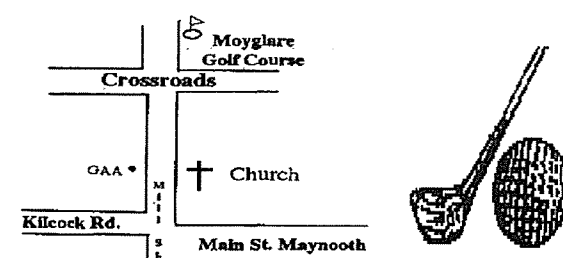 Moyglare
Golf Course
Crossroads
GAA
Church
Mill St.
Kilcock Rd.
Main St. Maynooth